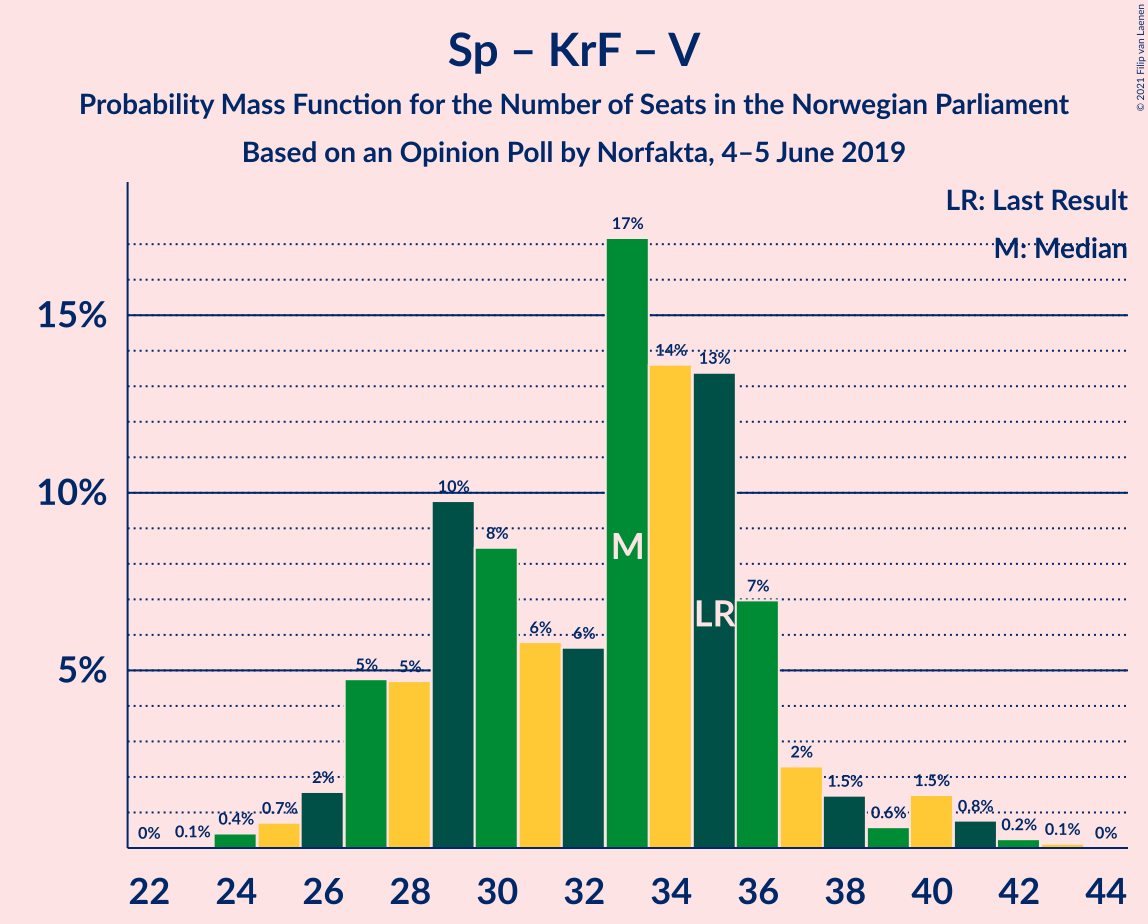 Sp – KrF – V
Probability Mass Function for the Number of Seats in the Norwegian Parliament
Based on an Opinion Poll by Norfakta, 4–5 June 2019
© 2021 Filip van Laenen
LR: Last Result
M: Median
15%
10%
5%
0%
0.1%
0.4%
0.7%
2%
5%
5%
10%
8%
6%
6%
17%
14%
13%
7%
2%
1.5%
0.6%
1.5%
0.8%
0.2%
0.1%
0%
M
LR
22 24 26 28 30 32 34 36 38 40 42 44